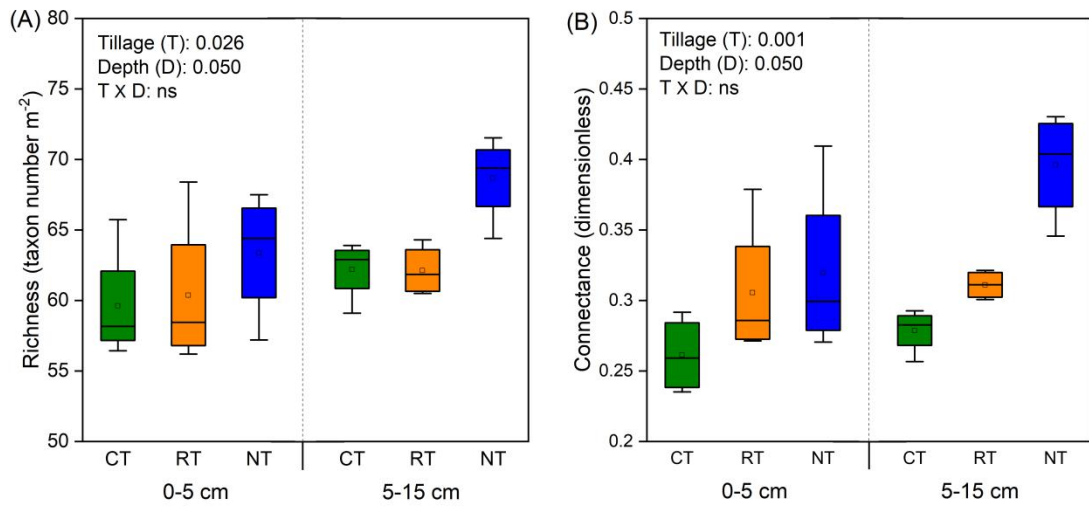 (A)
80
75
70
65
60
55
50
Richness (taxon number m⁻²)
Tillage (T): 0.026
Depth (D): 0.050
T X D: ns
CT RT NT CT RT NT
0-5 cm 5-15 cm
(B)
0.5
0.45
0.4
0.35
0.3
0.25
0.2
Connectance (dimensionless)
Tillage (T): 0.001
Depth (D): 0.050
T X D: ns
CT RT NT CT RT NT
0-5 cm 5-15 cm